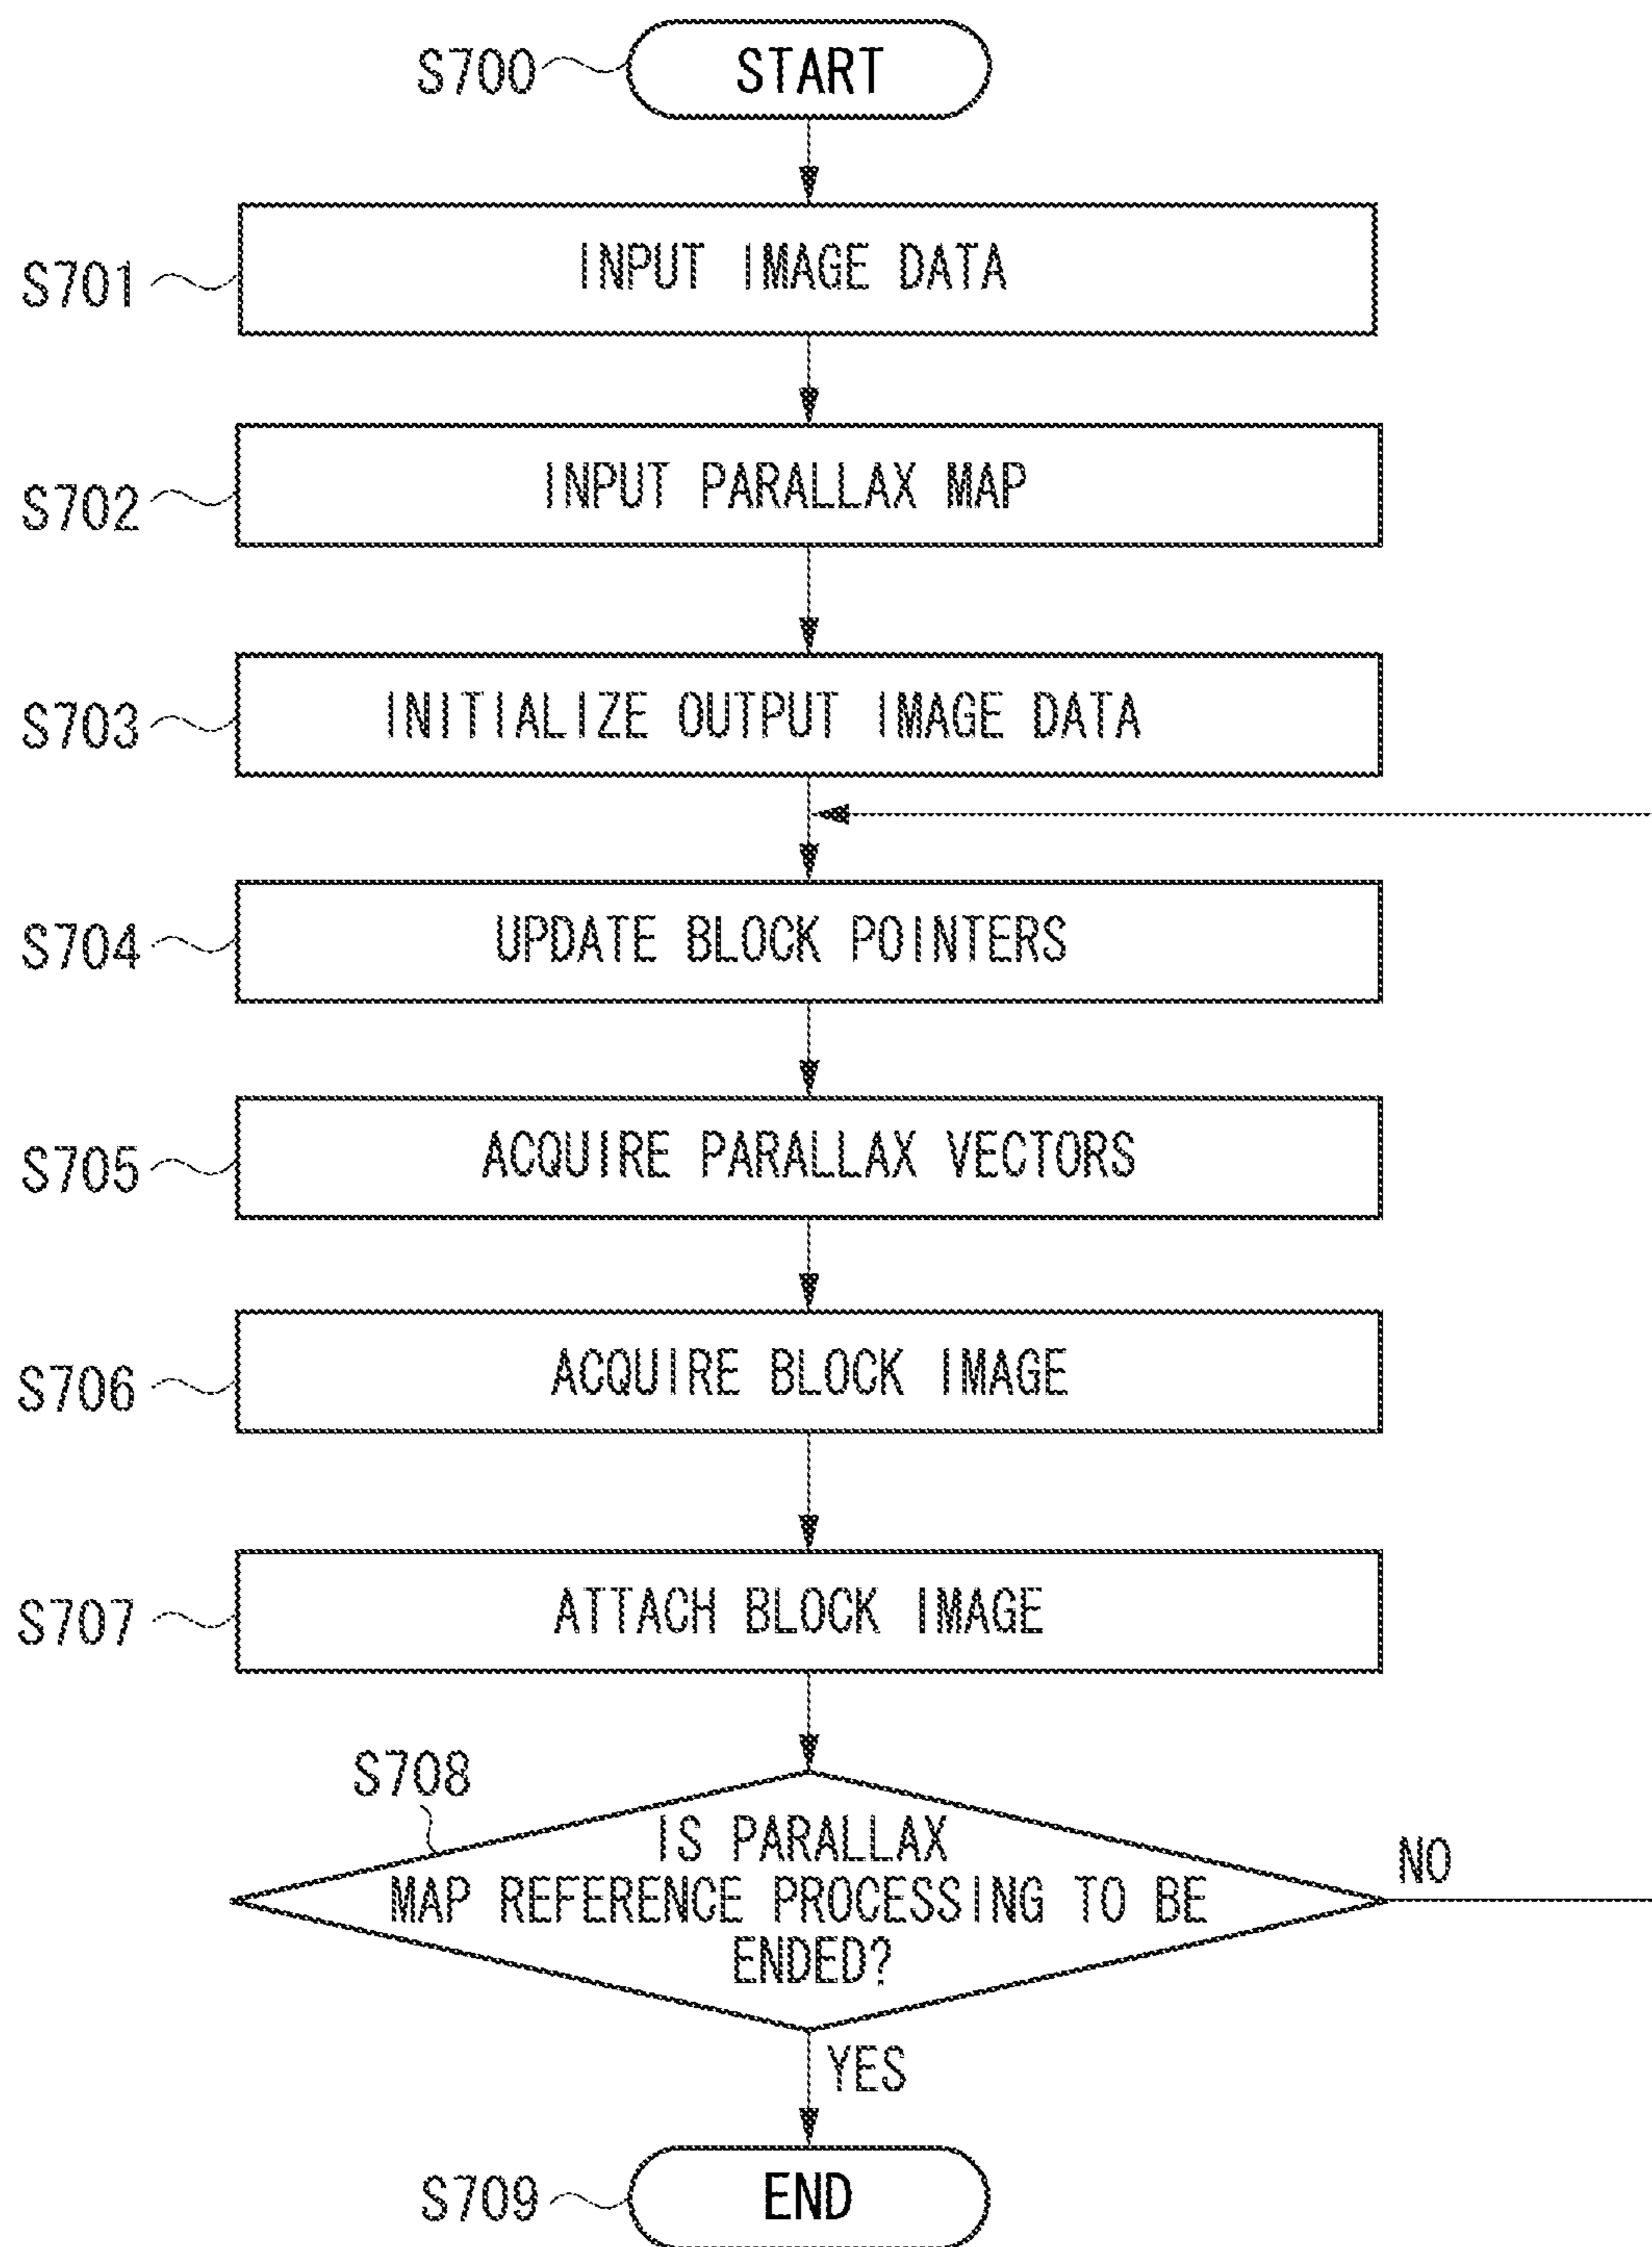 S700 START
S701 INPUT IMAGE DATA
S702 INPUT PARALLAX MAP
S703 INITIALIZE OUTPUT IMAGE DATA
S704 UPDATE BLOCK POINTERS
S705 ACQUIRE PARALLAX VECTORS
S706 ACQUIRE BLOCK IMAGE
S707 ATTACH BLOCK IMAGE
S708
IS PARALLAX
MAP REFERENCE PROCESSING TO BE
ENDED?
NO
YES
S709 END